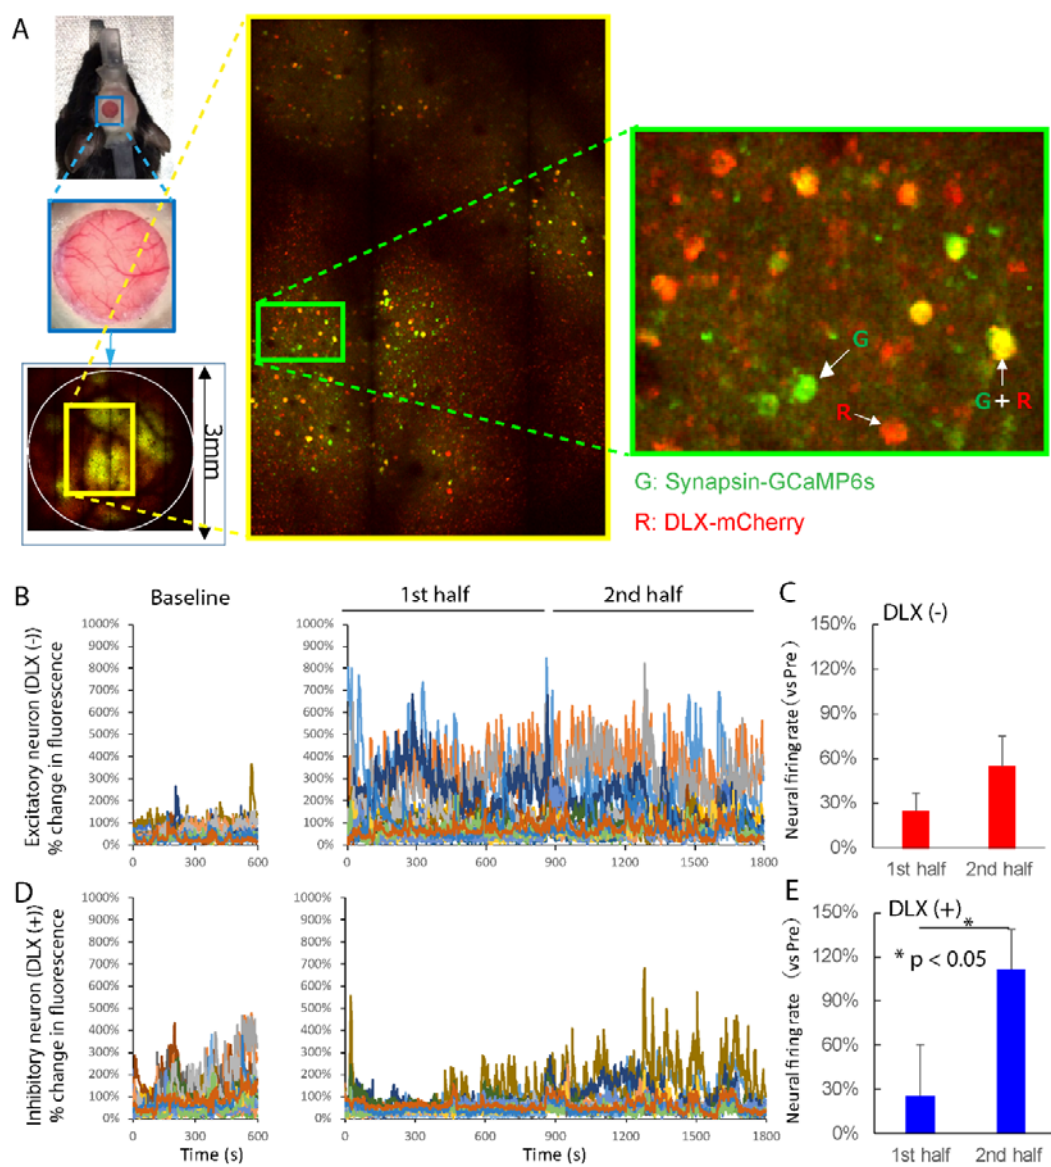 A
3mm
G
R
G + R
G: Synapsin-GCaMP6s
R: DLX-mCherry
B
Baseline
1st half
2nd half
Excitatory neuron (DLX (-))
% change in fluorescence
1000%
900%
800%
700%
600%
500%
400%
300%
200%
100%
0%
0
300
600
1000%
900%
800%
700%
600%
500%
400%
300%
200%
100%
0%
0
300
600
900
1200
1500
1800
C
DLX (-)
Neural firing rate (vs Pre)
150%
120%
90%
60%
30%
0%
1st half
2nd half
D
Inhibitory neuron (DLX (+))
% change in fluorescence
1000%
900%
800%
700%
600%
500%
400%
300%
200%
100%
0%
0
300
600
Time (s)
1000%
900%
800%
700%
600%
500%
400%
300%
200%
100%
0%
0
300
600
900
1200
1500
1800
Time (s)
E
DLX (+)
*
* p < 0.05
Neural firing rate (vs Pre)
150%
120%
90%
60%
30%
0%
1st half
2nd half